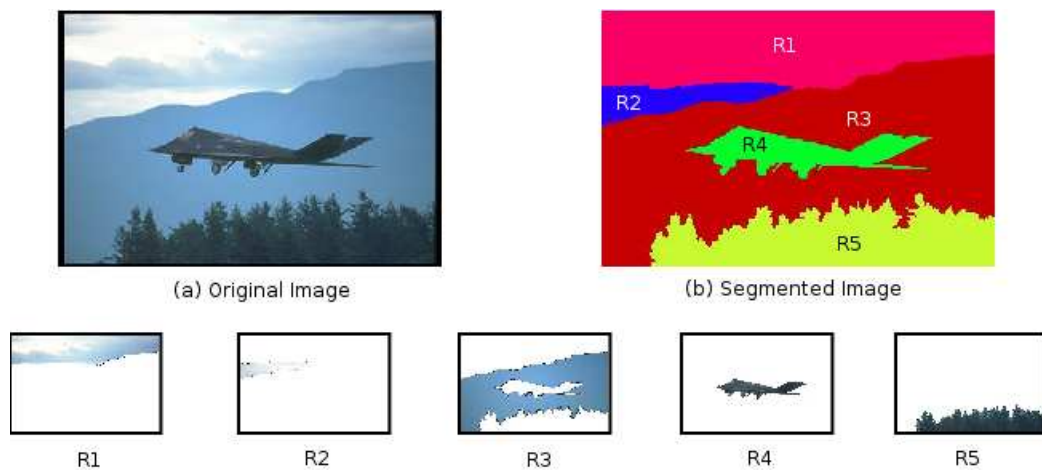 R1
R2
R3
R4
R5
(a) Original Image
(b) Segmented Image
R1
R2
R3
R4
R5